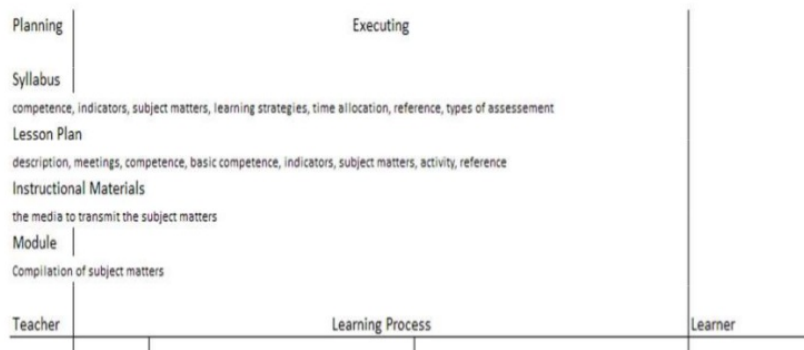 Planning Executing
Syllabus
competence, indicators, subject matters, learning strategies, time allocation, reference, types of assessement
Lesson Plan
description, meetings, competence, basic competence, indicators, subject matters, activity, reference
Instructional Materials
the media to transmit the subject matters
Module
Compilation of subject matters
Teacher Learning Process Learner